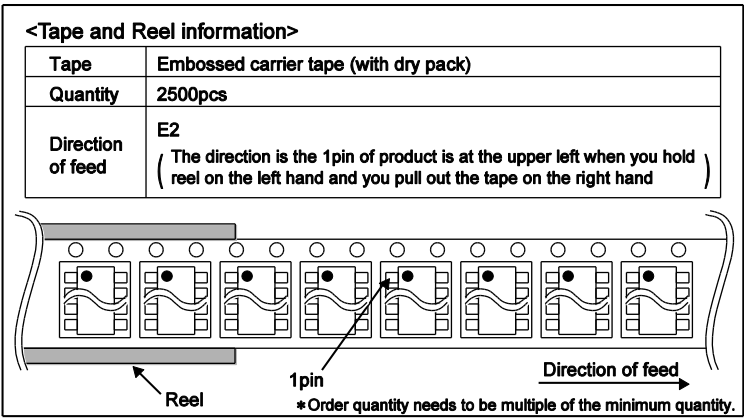 <Tape and Reel information>
Tape Embossed carrier tape (with dry pack)
Quantity 2500pcs
Direction of feed E2
( The direction is the 1pin of product is at the upper left when you hold
reel on the left hand and you pull out the tape on the right hand )
Direction of feed
1pin
Reel
*Order quantity needs to be multiple of the minimum quantity.